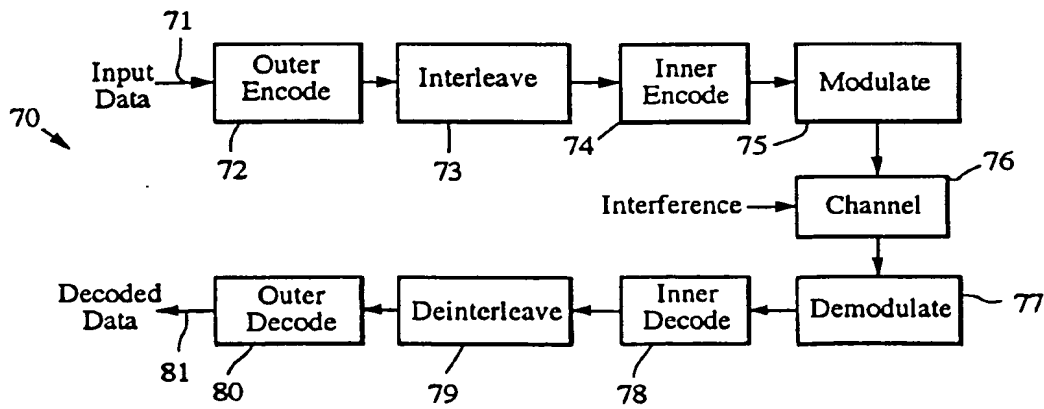 71
Input
Data
Outer
Encode
Interleave
Inner
Encode
Modulate
70
72
73
74
75
76
Interference
Channel
Decoded
Data
Outer
Decode
Deinterleave
Inner
Decode
Demodulate
77
81
80
79
78